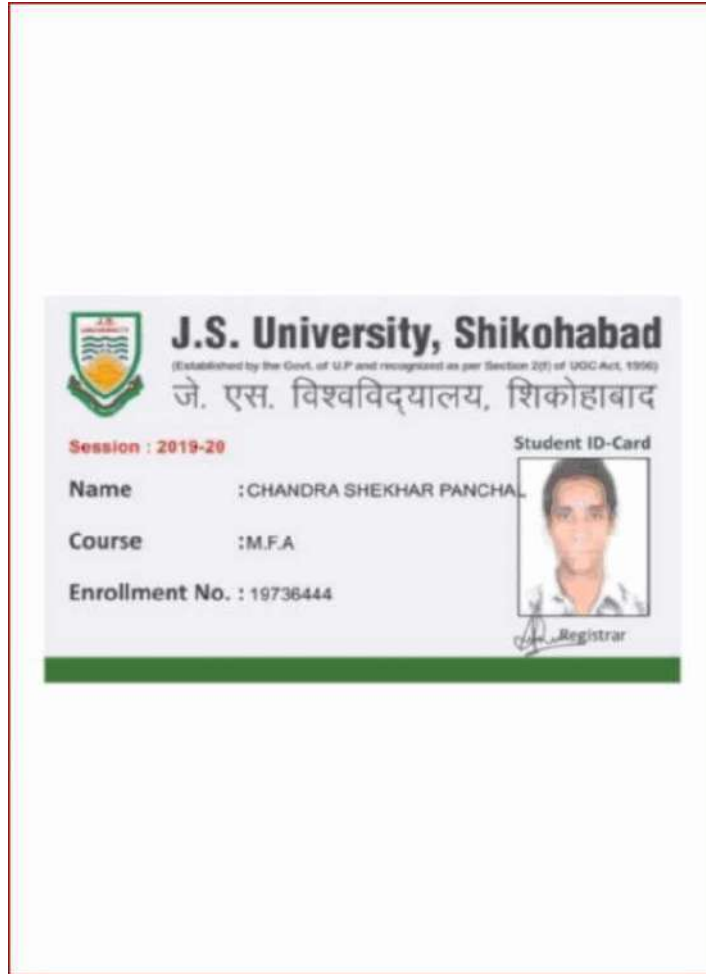 J.S.
UNIVERSITY
J.S. University, Shikohabad
(Established by the Govt. of U.P and recognized as per Section 2(f) of UGC Act, 1956)
जे. एस. विश्वविद्यालय, शिकोहाबाद
Session : 2019-20
Student ID-Card
Name : CHANDRA SHEKHAR PANCHAL
Course : M.F.A
Enrollment No. : 19736444
Registrar